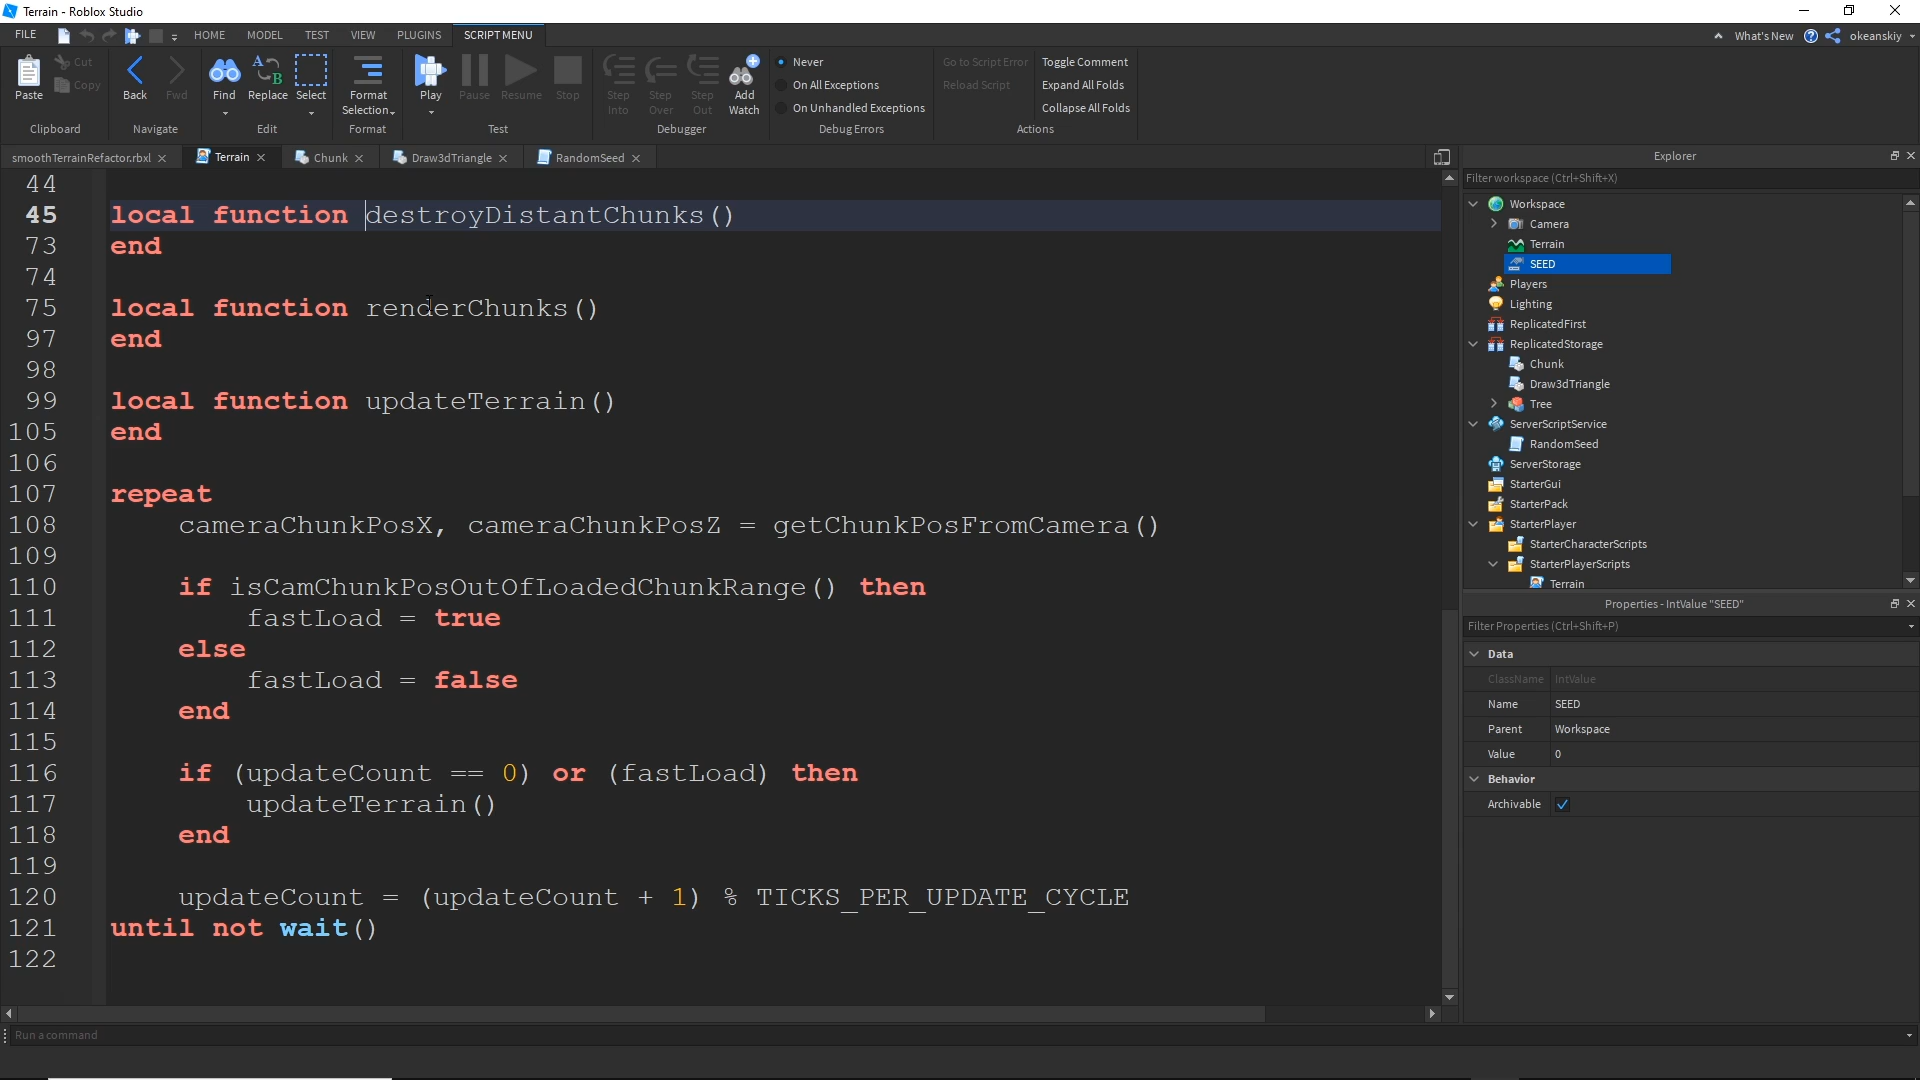 Terrain - Roblox Studio
FILE HOME MODEL TEST VIEW PLUGINS SCRIPT MENU What's New okeanskiy
Paste Cut Copy Back Fwd Find Replace Select Format Selection Play Pause Resume Stop Step Into Step Over Step Out Add Watch
Never
On All Exceptions
On Unhandled Exceptions
Go to Script Error
Reload Script
Toggle Comment
Expand All Folds
Collapse All Folds
Clipboard Navigate Edit Format Test Debugger Debug Errors Actions
smoothTerrainRefactor.rbxl Terrain Chunk Draw3dTriangle RandomSeed
44
45 local function destroyDistantChunks()
73 end
74
75 local function renderChunks()
97 end
98
99 local function updateTerrain()
105 end
106
107 repeat
108 cameraChunkPosX, cameraChunkPosZ = getChunkPosFromCamera()
109
110 if isCamChunkPosOutOfLoadedChunkRange() then
111 fastLoad = true
112 else
113 fastLoad = false
114 end
115
116 if (updateCount == 0) or (fastLoad) then
117 updateTerrain()
118 end
119
120 updateCount = (updateCount + 1) % TICKS_PER_UPDATE_CYCLE
121 until not wait()
122
Run a command
Explorer
Filter workspace (Ctrl+Shift+X)
Workspace
Camera
Terrain
SEED
Players
Lighting
ReplicatedFirst
ReplicatedStorage
Chunk
Draw3dTriangle
Tree
ServerScriptService
RandomSeed
ServerStorage
StarterGui
StarterPack
StarterPlayer
StarterCharacterScripts
StarterPlayerScripts
Terrain
Properties - IntValue "SEED"
Filter Properties (Ctrl+Shift+P)
Data
ClassName IntValue
Name SEED
Parent Workspace
Value 0
Behavior
Archivable